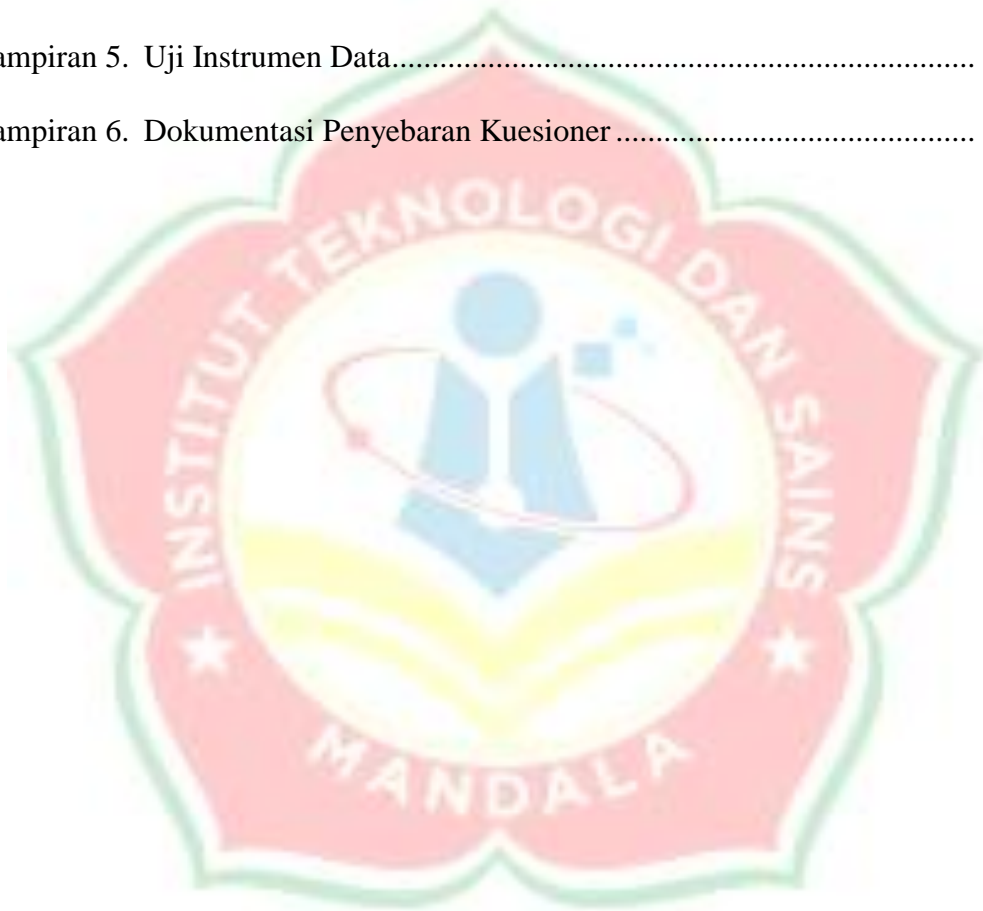 ampiran 5. Uji Instrumen Data........................................................................
ampiran 6. Dokumentasi Penyebaran Kuesioner............................................
INSTITUT TEKNOLOGI DAN SAINS
MANDALA